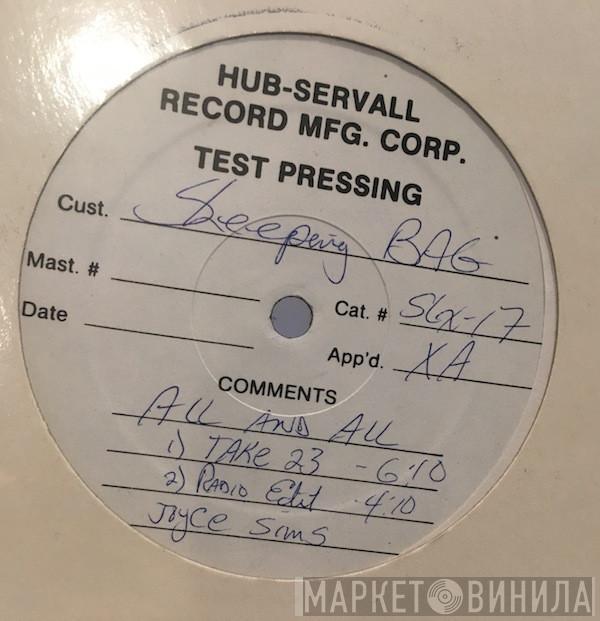 HUB-SERVALL
RECORD MFG. CORP.
TEST PRESSING
Cust. Sleeping BAG
Mast. #
Cat. # SLX-17
Date
App'd. XA
COMMENTS
ALL AND ALL
1) TAKE 23 - 6:10
2) RADIO Edit - 4:10
JOYCE Sims
МАРКЕТ ВИНИЛА